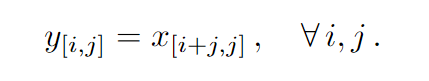 y_{[i,j]} = x_{[i+j,j]} , ∀ i, j .